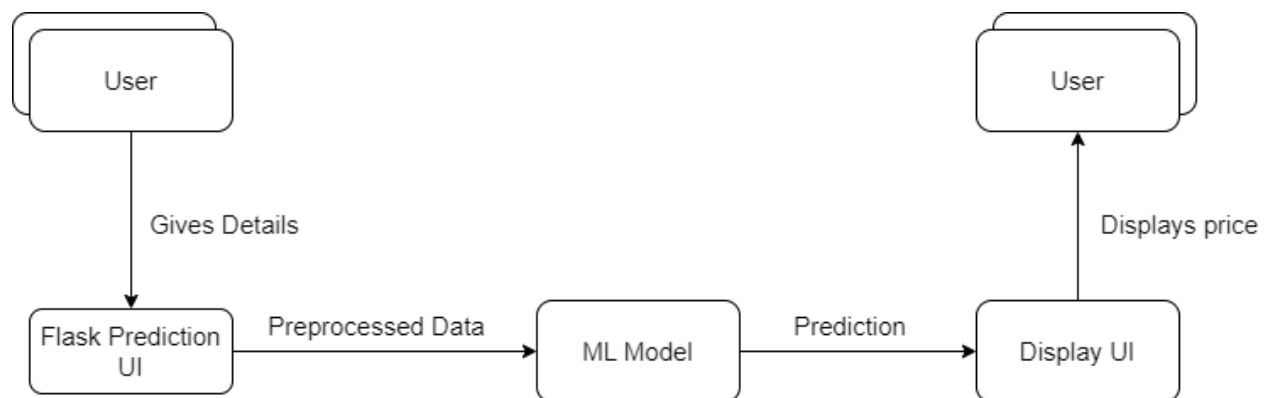 User
User
Gives Details
Displays price
Flask Prediction
UI
Preprocessed Data
ML Model
Prediction
Display UI